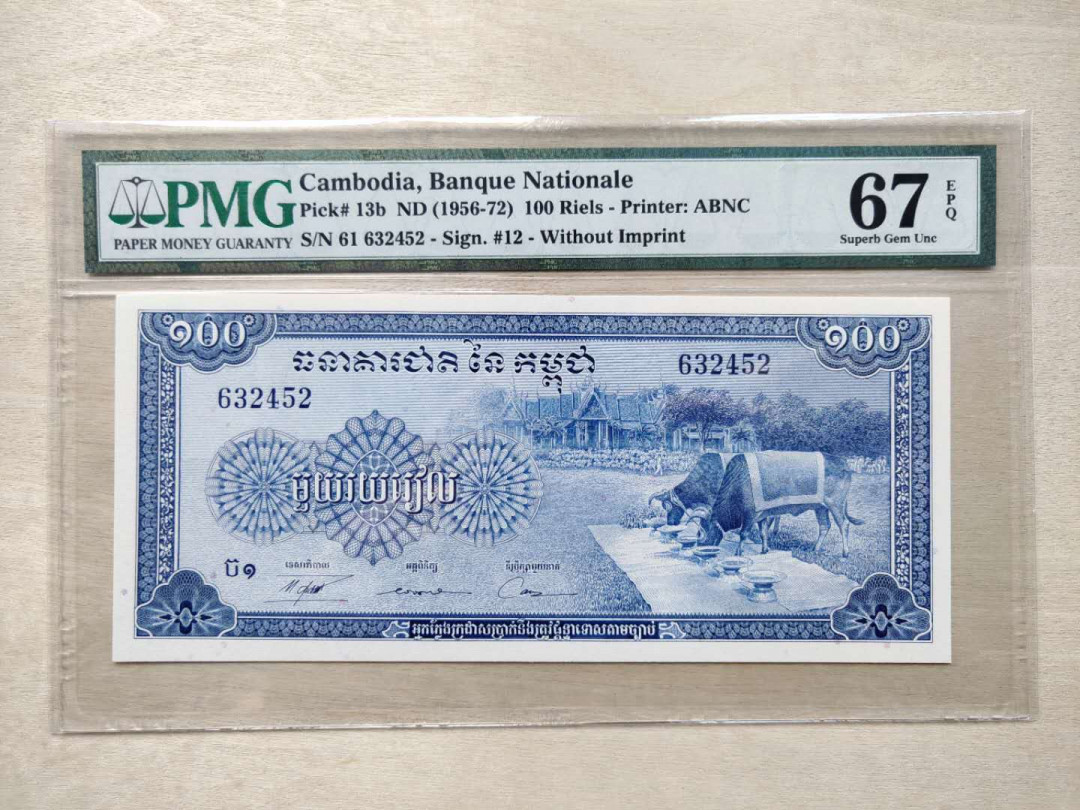 PMG
PAPER MONEY GUARANTY
Cambodia, Banque Nationale
Pick# 13b ND (1956-72) 100 Riels - Printer: ABNC
S/N 61 632452 - Sign. #12 - Without Imprint
67
EPQ
Superb Gem Unc
១០០
១០០
ធនាគារជាតិ នៃ កម្ពុជា
632452
632452
មួយរយរៀល
ប១